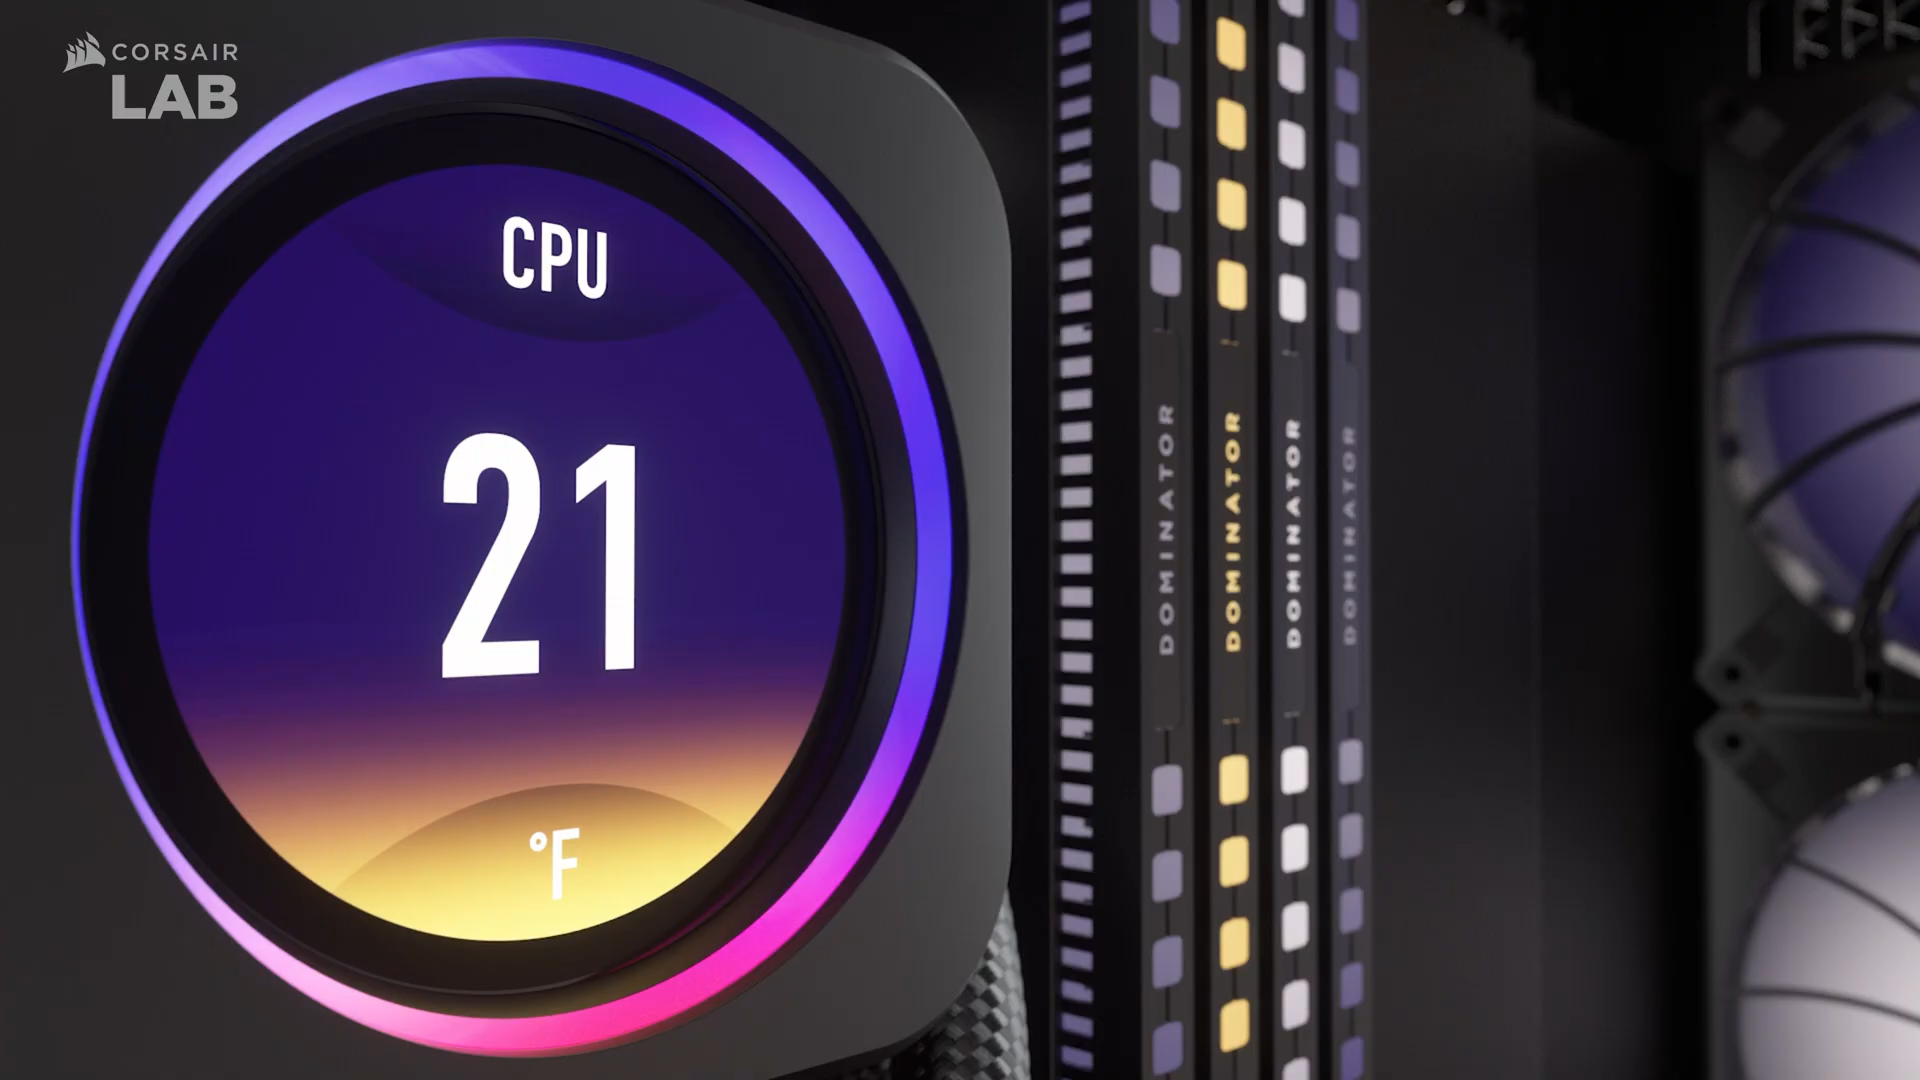 CORSAIR
LAB
CPU
21
°F
DOMINATOR
DOMINATOR
DOMINATOR
DOMINATOR